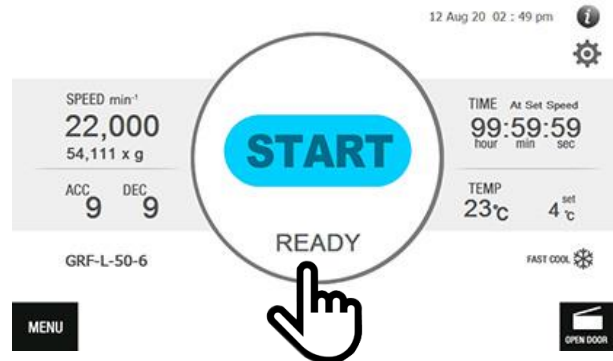 12 Aug 20 02 : 49 pm
i
SPEED min⁻¹
22,000
54,111 x g
ACC 9 DEC 9
GRF-L-50-6
MENU
START
READY
TIME At Set Speed
99:59:59
hour min sec
TEMP
23°C 4 set °C
FAST COOL
OPEN DOOR